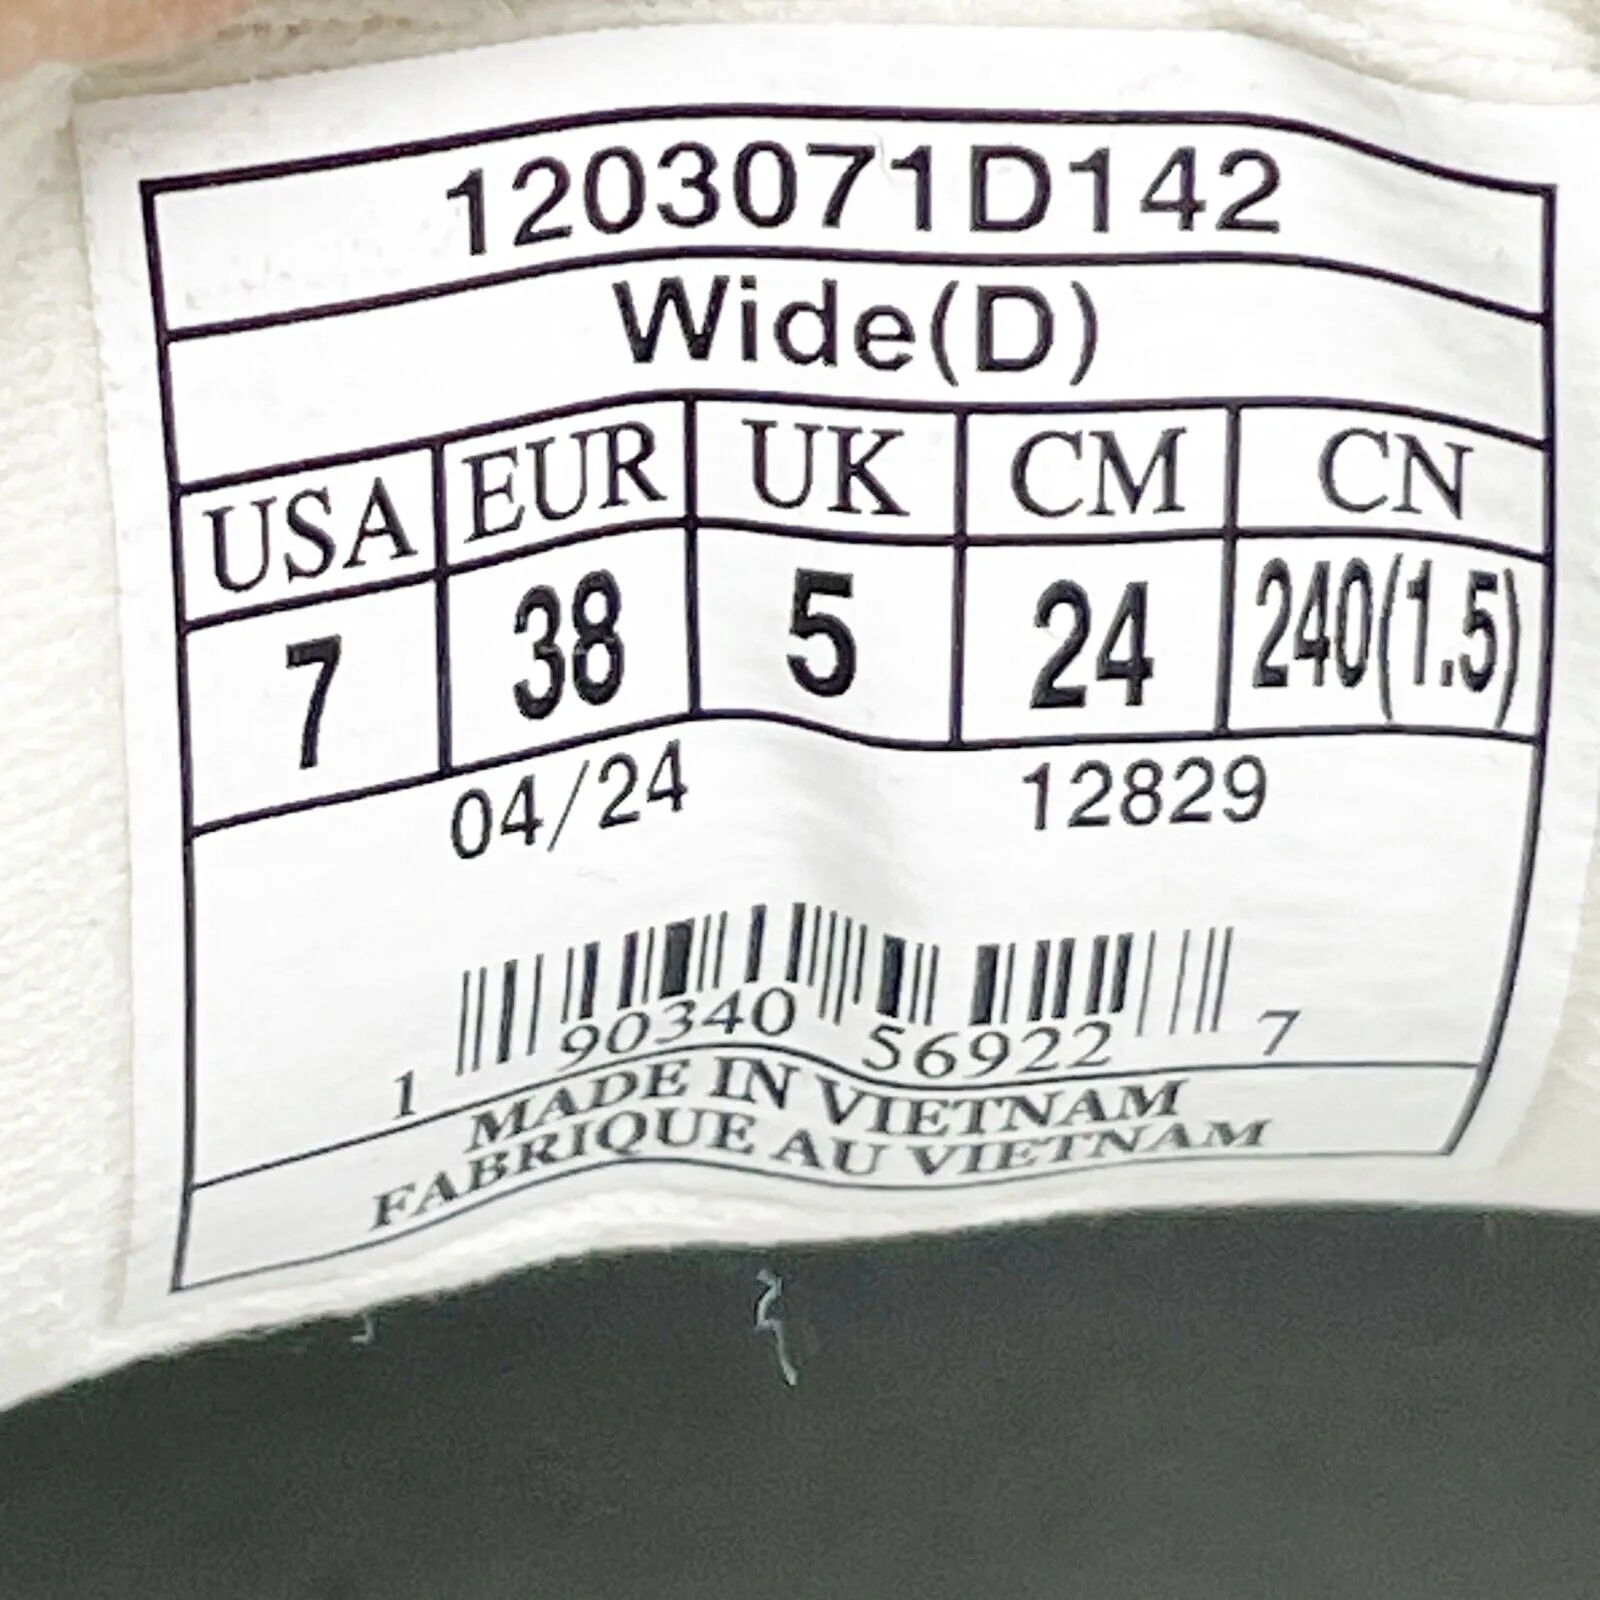 1203071D142
Wide(D)
USA EUR UK CM CN
7 38 5 24 240(1.5)
04/24 12829
1 90340 56922 7
MADE IN VIETNAM
FABRIQUE AU VIETNAM